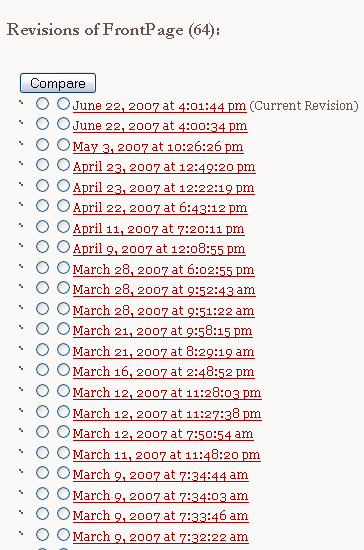 Revisions of FrontPage (64):
Compare
June 22, 2007 at 4:01:44 pm (Current Revision)
June 22, 2007 at 4:00:34 pm
May 3, 2007 at 10:26:26 pm
April 23, 2007 at 12:49:20 pm
April 23, 2007 at 12:22:19 pm
April 22, 2007 at 6:43:12 pm
April 11, 2007 at 7:20:11 pm
April 9, 2007 at 12:08:55 pm
March 28, 2007 at 6:02:55 pm
March 28, 2007 at 9:52:43 am
March 28, 2007 at 9:51:22 am
March 21, 2007 at 9:58:15 pm
March 21, 2007 at 8:29:19 am
March 16, 2007 at 2:48:52 pm
March 12, 2007 at 11:28:03 pm
March 12, 2007 at 11:27:38 pm
March 12, 2007 at 7:50:54 am
March 11, 2007 at 11:48:20 pm
March 9, 2007 at 7:34:44 am
March 9, 2007 at 7:34:03 am
March 9, 2007 at 7:33:46 am
March 9, 2007 at 7:32:22 am